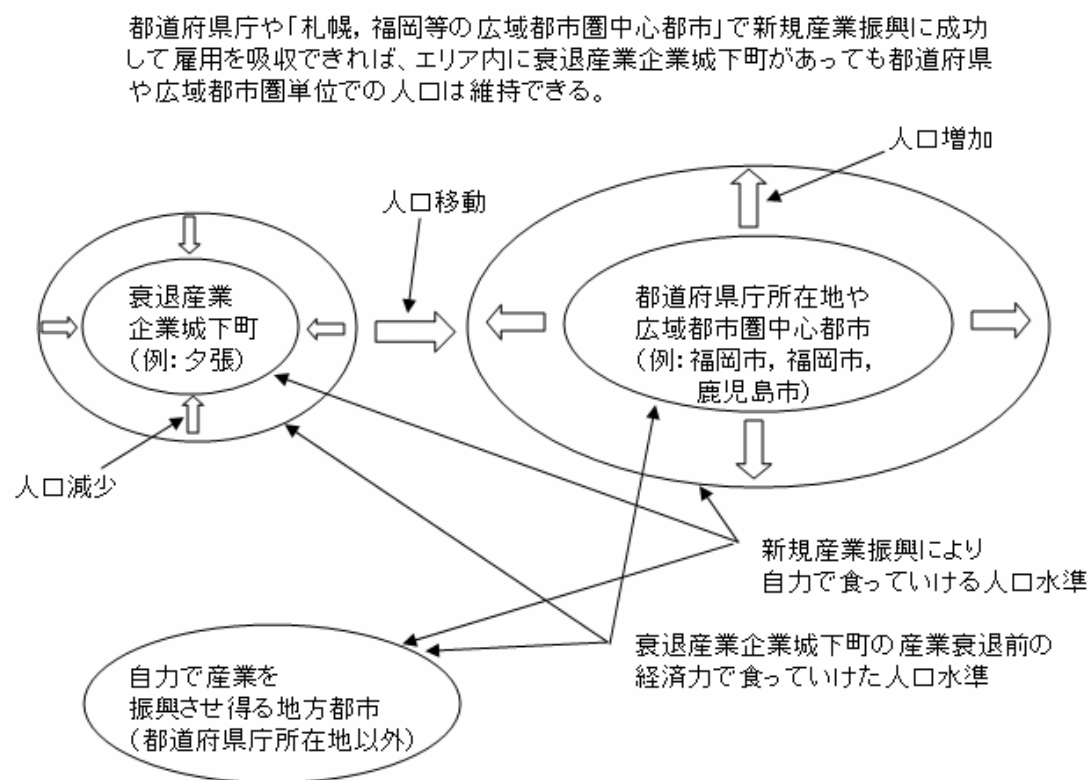 都道府県庁や「札幌，福岡等の広域都市圏中心都市」で新規産業振興に成功
して雇用を吸収できれば、エリア内に衰退産業企業城下町があっても都道府県
や広域都市圏単位での人口は維持できる。
人口増加
人口移動
衰退産業
企業城下町
（例：夕張）
都道府県庁所在地や
広域都市圏中心都市
（例：福岡市，福岡市，
鹿児島市）
人口減少
新規産業振興により
自力で食っていける人口水準
衰退産業企業城下町の産業衰退前の
経済力で食っていけた人口水準
自力で産業を
振興させ得る地方都市
（都道府県庁所在地以外）